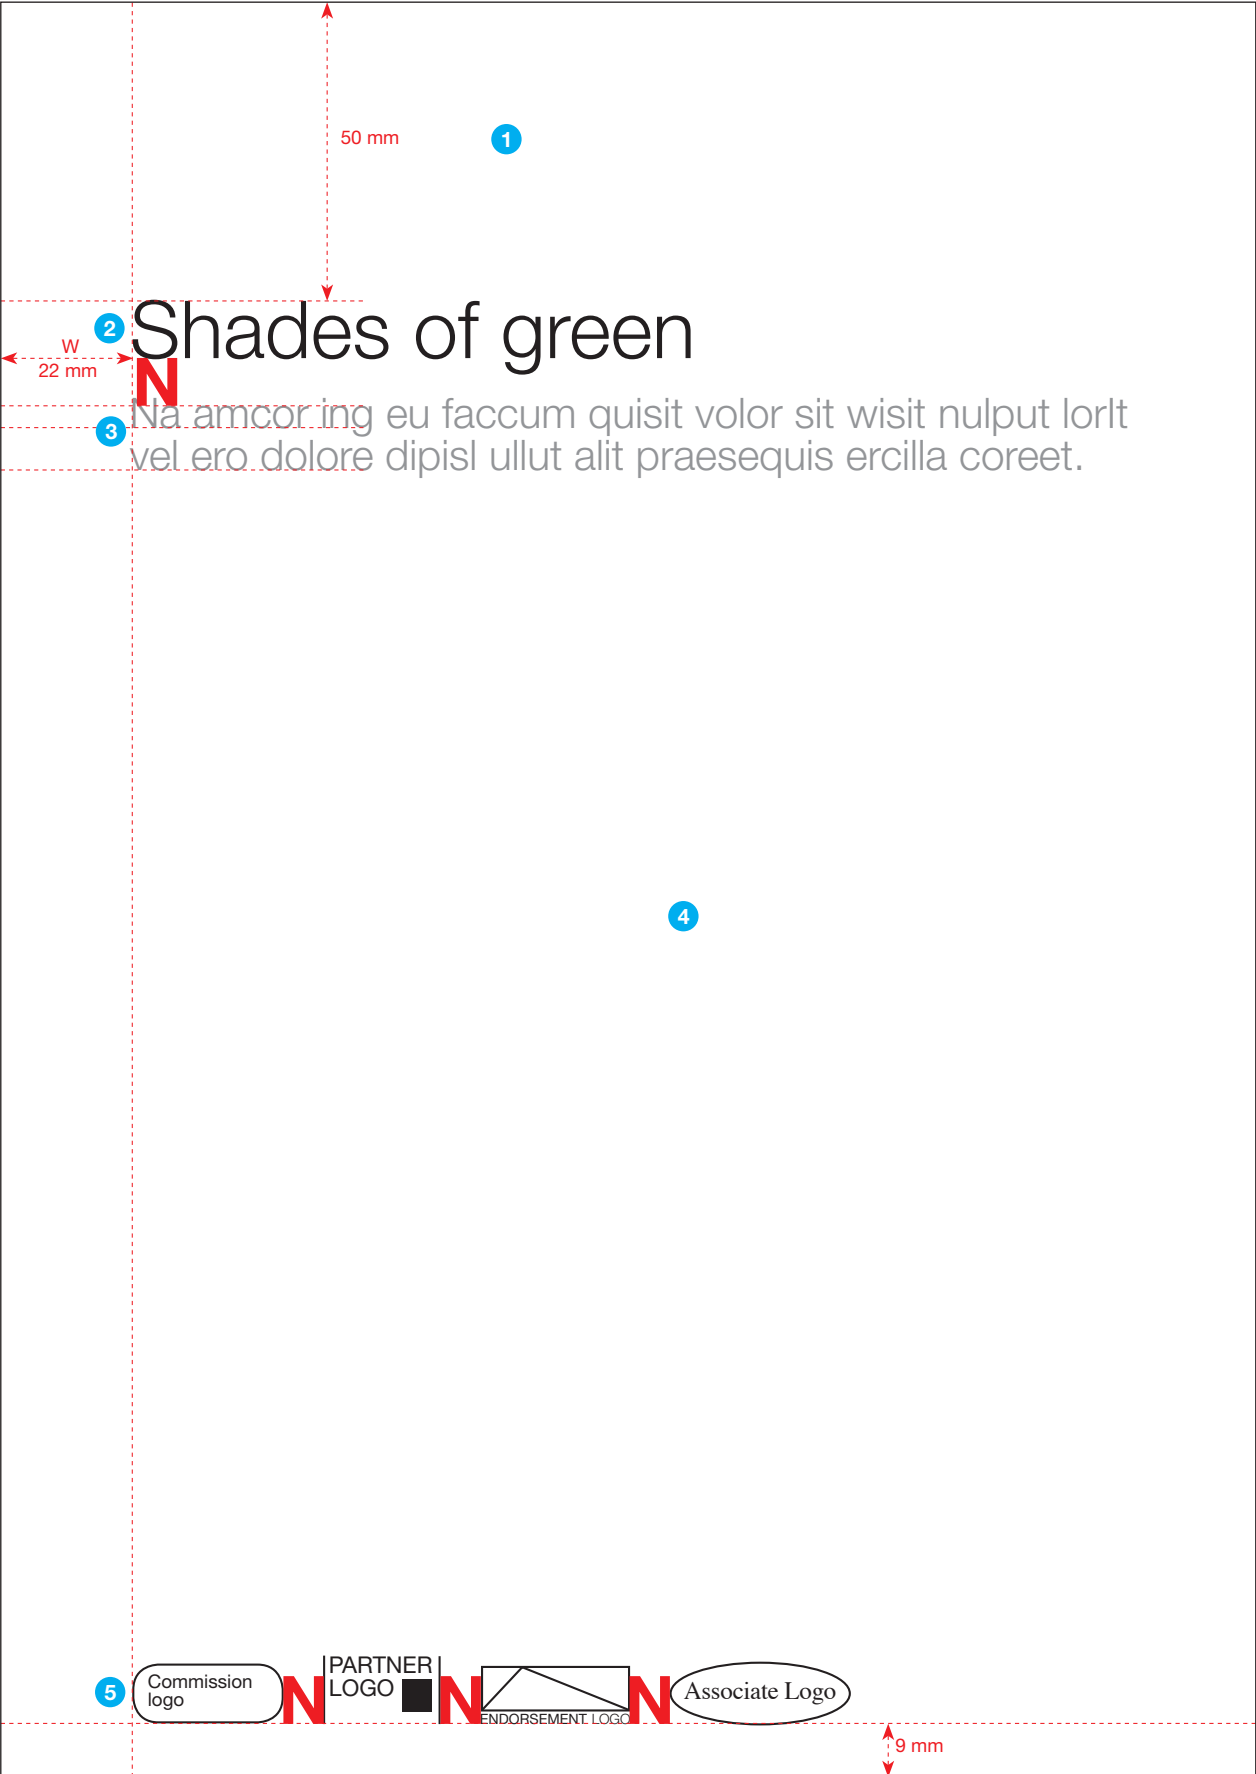 50 mm
1
2
Shades of green
W
22 mm
N
Na amcor ing eu faccum quisit volor sit wisit nulput lorIt
3
vel ero dolore dipisl ullut alit praesequis ercilla coreet.
4
5
Commission
logo
N
PARTNER
LOGO
N
ENDORSEMENT LOGO
N
Associate Logo
9 mm